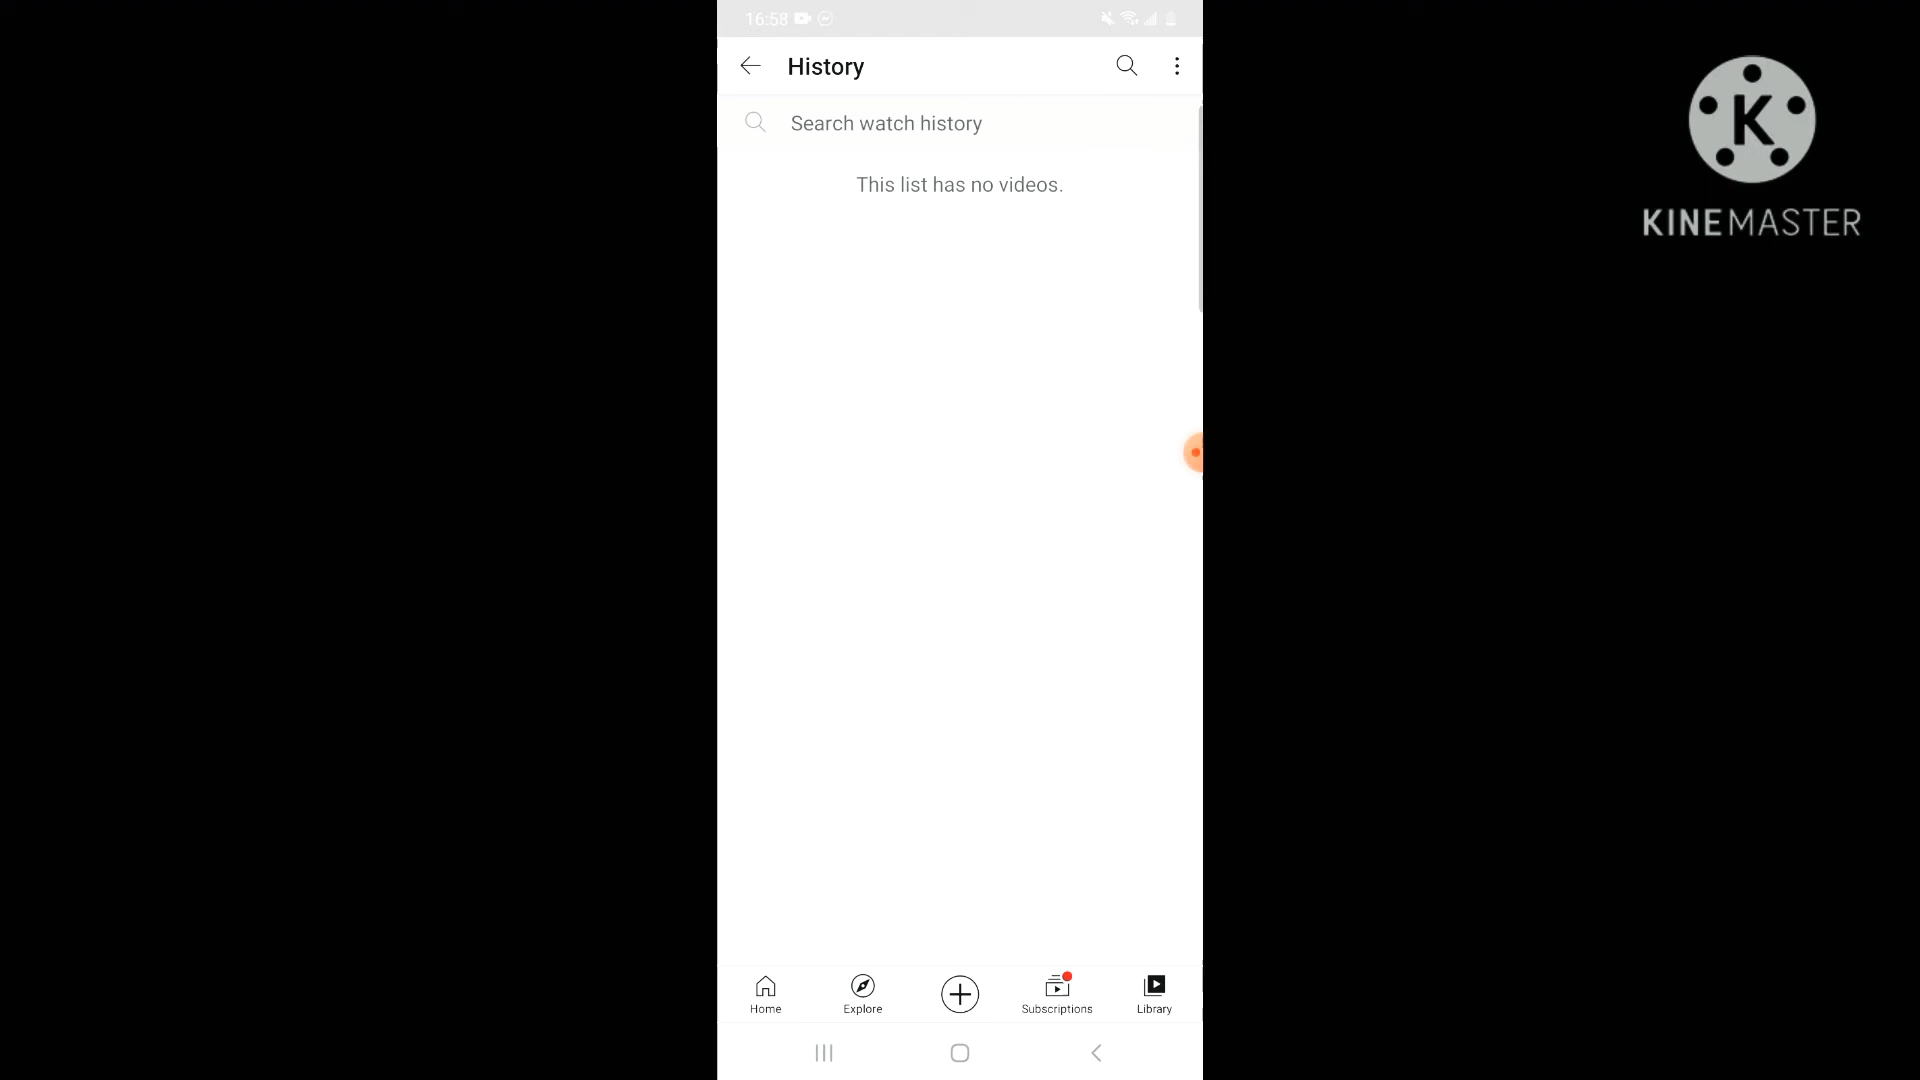 16:58
History
Search watch history
This list has no videos.
Home
Explore
Subscriptions
Library
K
KINEMASTER